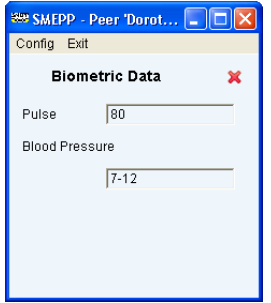 SMEPP - Peer 'Dorot...
Config Exit
Biometric Data
Pulse 80
Blood Pressure
7-12